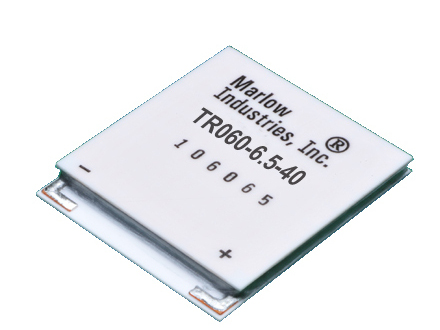 Marlow
Industries, Inc. ®
TR060-6.5-40
106065
-
+